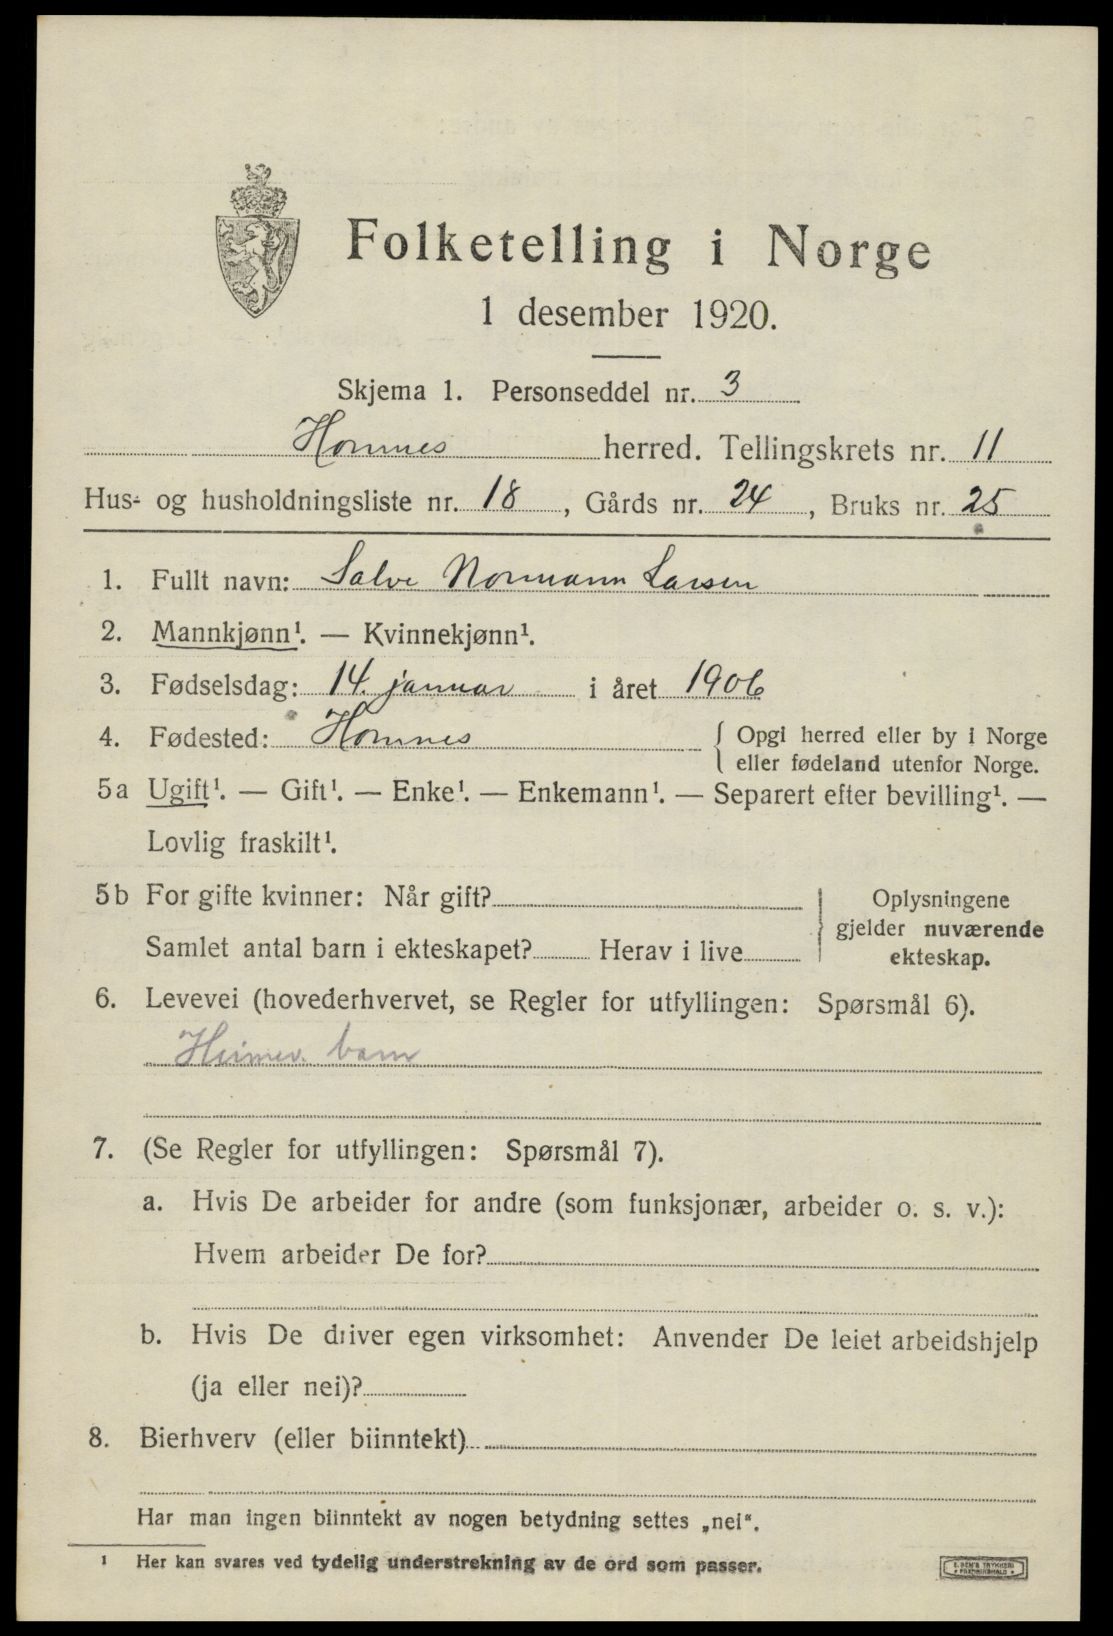 Folketelling i Norge
1 desember 1920.
Skjema 1. Personseddel nr. 3
Homnes herred. Tellingskrets nr. 11
Hus- og husholdningsliste nr. 18, Gårds nr. 24, Bruks nr. 25
1. Fullt navn: Salve Normann Larsen
2. Mannkjønn¹. — Kvinnekjønn¹.
3. Fødselsdag: 14. januar i året 1906
4. Fødested: Homnes { Opgi herred eller by i Norge
eller fødeland utenfor Norge.
5a Ugift¹. — Gift¹. — Enke¹. — Enkemann¹. — Separert efter bevilling¹. —
Lovlig fraskilt¹.
5b For gifte kvinner: Når gift?
Samlet antal barn i ekteskapet? Herav i live
Oplysningene
gjelder nuværende
ekteskap.
6. Levevei (hovederhvervet, se Regler for utfyllingen: Spørsmål 6).
Heimev. barn
7. (Se Regler for utfyllingen: Spørsmål 7).
a. Hvis De arbeider for andre (som funksjonær, arbeider o. s. v.):
Hvem arbeider De for?
b. Hvis De driver egen virksomhet: Anvender De leiet arbeidshjelp
(ja eller nei)?
8. Bierhverv (eller biinntekt)
Har man ingen biinntekt av nogen betydning settes „nei“.
¹ Her kan svares ved tydelig understrekning av de ord som passer.